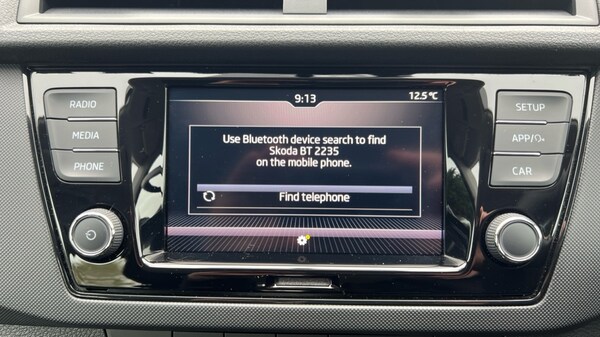 9:13
12.5℃
RADIO
MEDIA
PHONE
Use Bluetooth device search to find
Skoda BT 2235
on the mobile phone.
Find telephone
SETUP
APP/
CAR